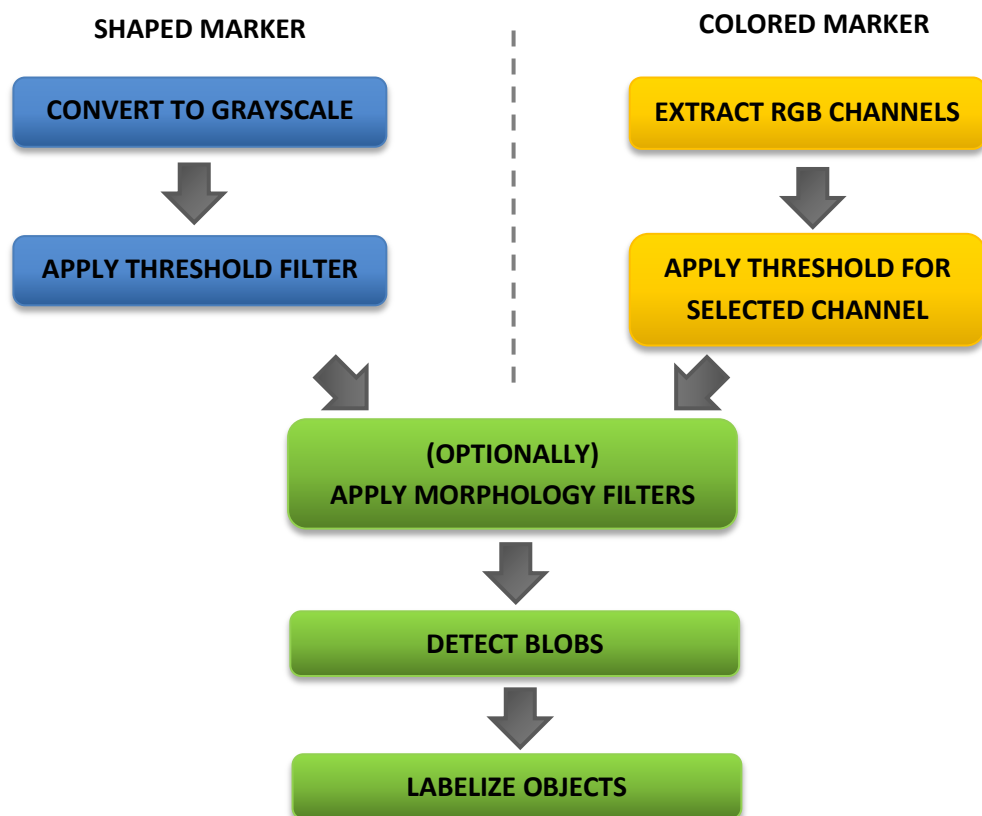 SHAPED MARKER
COLORED MARKER
CONVERT TO GRAYSCALE
EXTRACT RGB CHANNELS
APPLY THRESHOLD FILTER
APPLY THRESHOLD FOR
SELECTED CHANNEL
(OPTIONALLY)
APPLY MORPHOLOGY FILTERS
DETECT BLOBS
LABELIZE OBJECTS